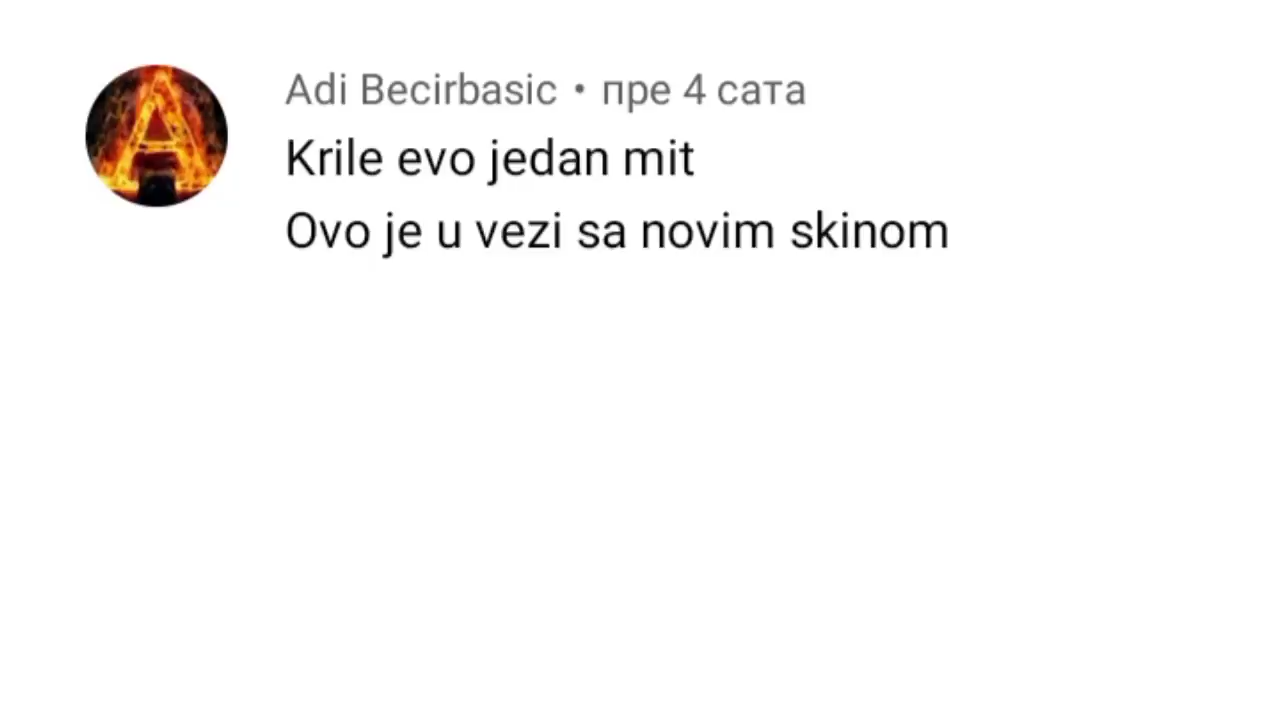 Adi Becirbasic • пре 4 сата
Krile evo jedan mit
Ovo je u vezi sa novim skinom